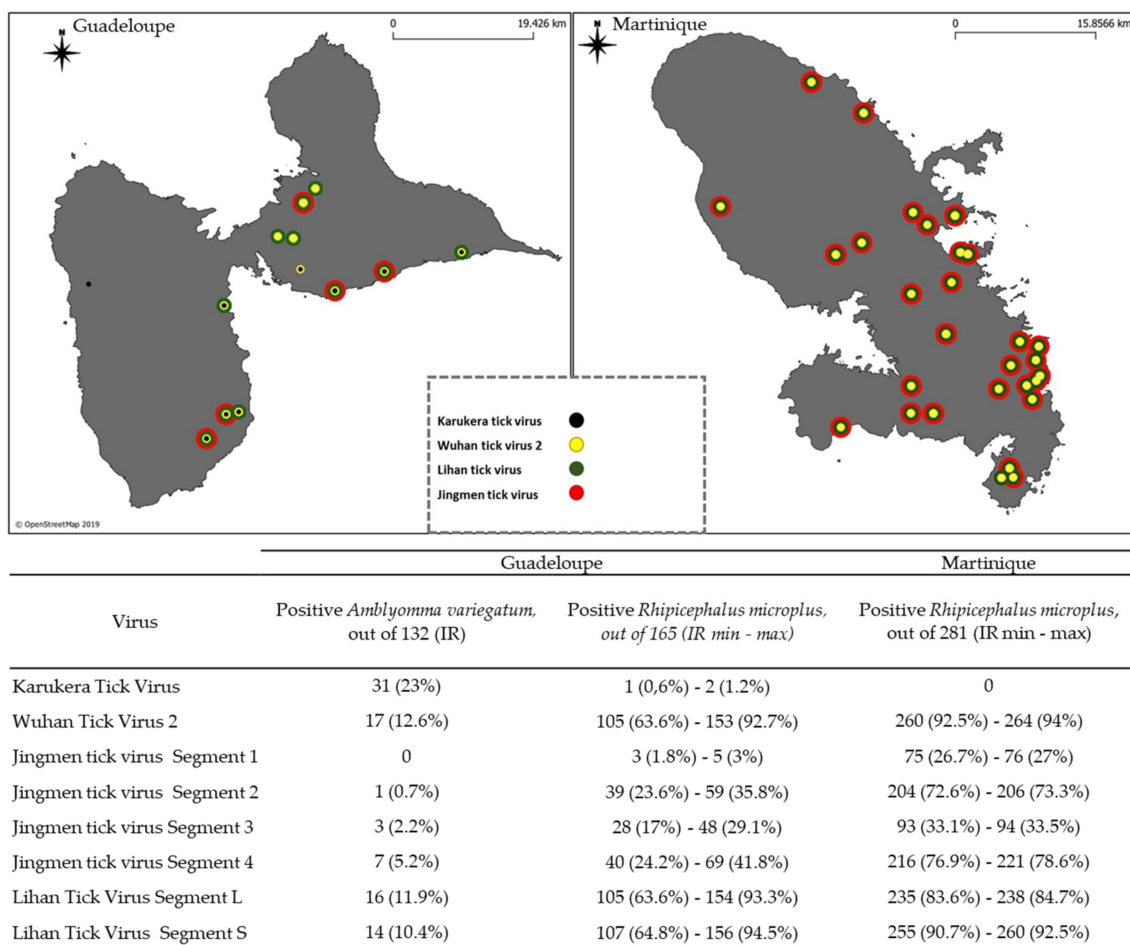 Guadeloupe
0 19.426 km
Martinique
0 15.8566 km
Karukera tick virus
Wuhan tick virus 2
Lihan tick virus
Jingmen tick virus
© OpenStreetMap 2019
Guadeloupe Martinique
Virus
Positive Amblyomma variegatum,
out of 132 (IR)
Positive Rhipicephalus microplus,
out of 165 (IR min - max)
Positive Rhipicephalus microplus,
out of 281 (IR min - max)
Karukera Tick Virus 31 (23%) 1 (0,6%) - 2 (1.2%) 0
Wuhan Tick Virus 2 17 (12.6%) 105 (63.6% - 153 (92.7%) 260 (92.5%) - 264 (94%)
Jingmen tick virus Segment 1 0 3 (1.8%) - 5 (3%) 75 (26.7%) - 76 (27%)
Jingmen tick virus Segment 2 1 (0.7%) 39 (23.6%) - 59 (35.8%) 204 (72.6%) - 206 (73.3%)
Jingmen tick virus Segment 3 3 (2.2%) 28 (17%) - 48 (29.1%) 93 (33.1%) - 94 (33.5%)
Jingmen tick virus Segment 4 7 (5.2%) 40 (24.2%) - 69 (41.8%) 216 (76.9%) - 221 (78.6%)
Lihan Tick Virus Segment L 16 (11.9%) 105 (63.6%) - 154 (93.3%) 235 (83.6%) - 238 (84.7%)
Lihan Tick Virus Segment S 14 (10.4%) 107 (64.8%) - 156 (94.5%) 255 (90.7%) - 260 (92.5%)